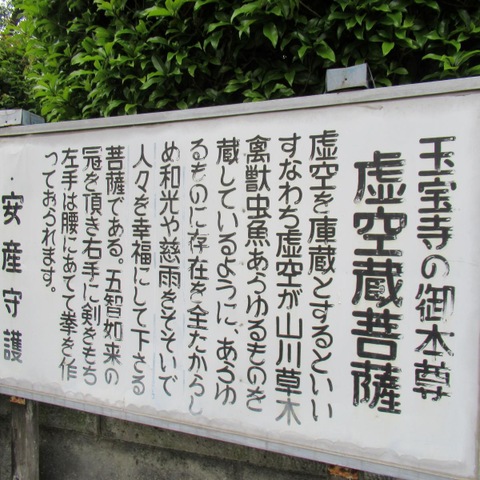 玉宝寺の御本尊
虚空蔵菩薩
虚空を庫蔵とするといい
すなわち虚空が山川草木
禽獣虫魚あらゆるものを
蔵しているように、あらゆ
るものに存在を全たからし
め和光や慈雨をそそいで
人々を幸福にして下さる
菩薩である。五智如来の
冠を頂き右手に剣をもち
左手は腰にあてて拳を作
っておられます。
・安産守護